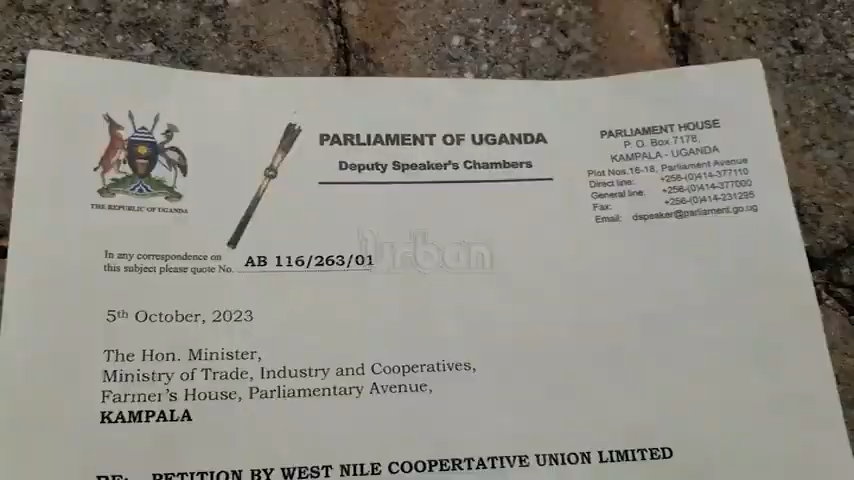 PARLIAMENT OF UGANDA
Deputy Speaker's Chambers
THE REPUBLIC OF UGANDA
PARLIAMENT HOUSE
P. O. Box 7178,
KAMPALA - UGANDA
Plot Nos.16-18, Parliament Avenue
Direct line: +256-(0)414-377110
General line: +256-(0)414-377000
Fax: +256-(0)414-231295
Email: dspeaker@parliament.go.ug
In any correspondence on
this subject please quote No. AB 116/263/01
Urban
5th October, 2023
The Hon. Minister,
Ministry of Trade, Industry and Cooperatives,
Farmer's House, Parliamentary Avenue,
KAMPALA
RE: PETITION BY WEST NILE COOPERTATIVE UNION LIMITED